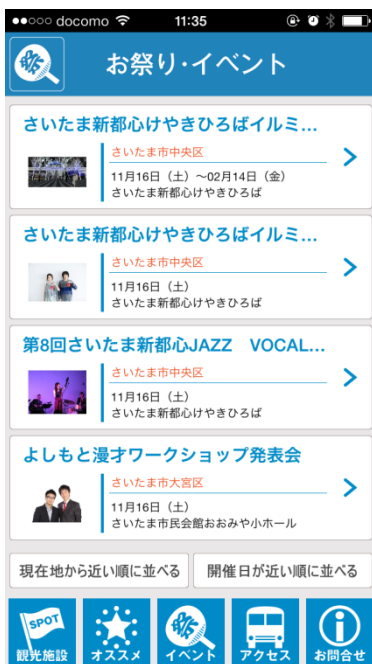 docomo 11:35
お祭り・イベント
さいたま新都心けやきひろばイルミ...
さいたま市中央区
11月16日（土）～02月14日（金）
さいたま新都心けやきひろば
さいたま新都心けやきひろばイルミ...
さいたま市中央区
11月16日（土）
さいたま新都心けやきひろば
第8回さいたま新都心JAZZ VOCAL...
さいたま市中央区
11月16日（土）
さいたま新都心けやきひろば
よしもと漫才ワークショップ発表会
さいたま市大宮区
11月16日（土）
さいたま市民会館おおみや小ホール
現在地から近い順に並べる 開催日が近い順に並べる
SPOT
観光施設 オススメ イベント アクセス お問合せ